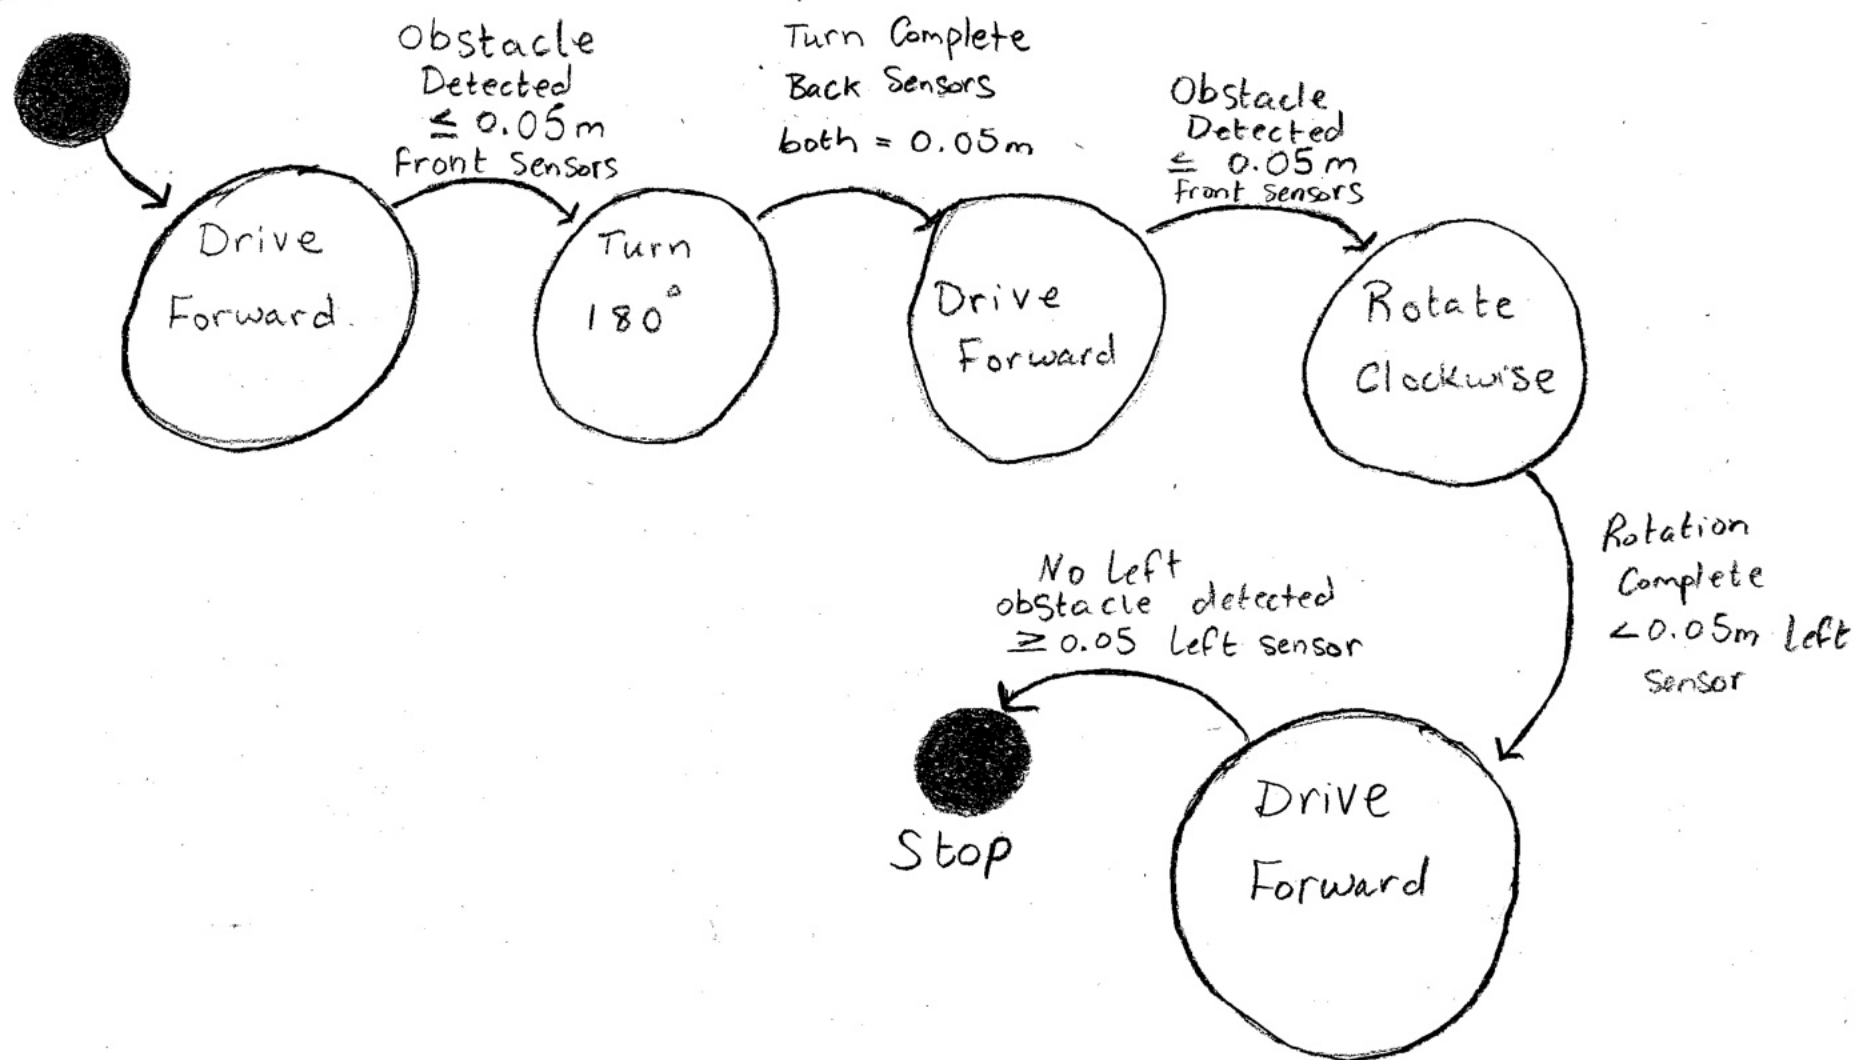 Obstacle
Detected
≤ 0.05m
Front Sensors
Turn Complete
Back Sensors
both = 0.05m
Obstacle
Detected
≤ 0.05m
Front sensors
Drive
Forward
Turn
180°
Drive
Forward
Rotate
Clockwise
Rotation
Complete
<0.05m Left
Sensor
No left
obstacle detected
≥ 0.05 Left sensor
Stop
Drive
Forward